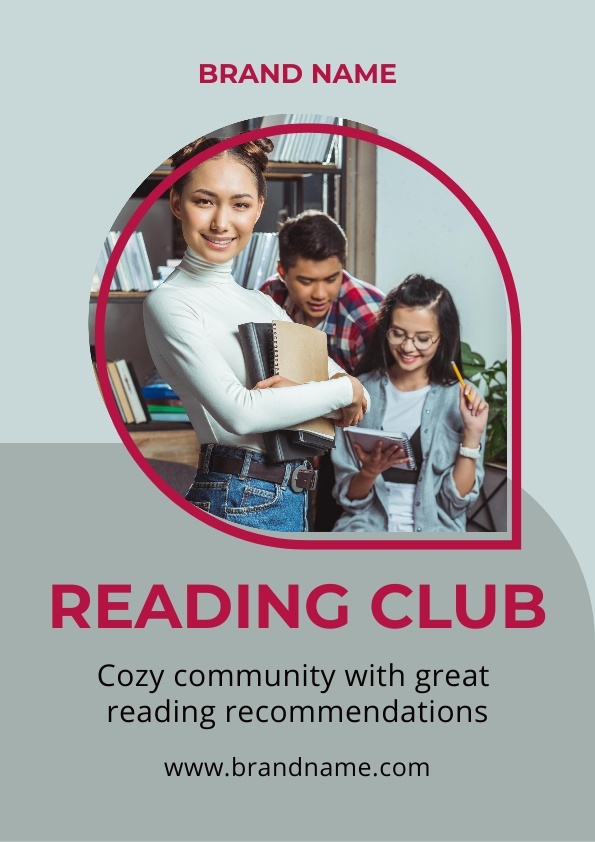 BRAND NAME
READING CLUB
Cozy community with great
reading recommendations
www.brandname.com